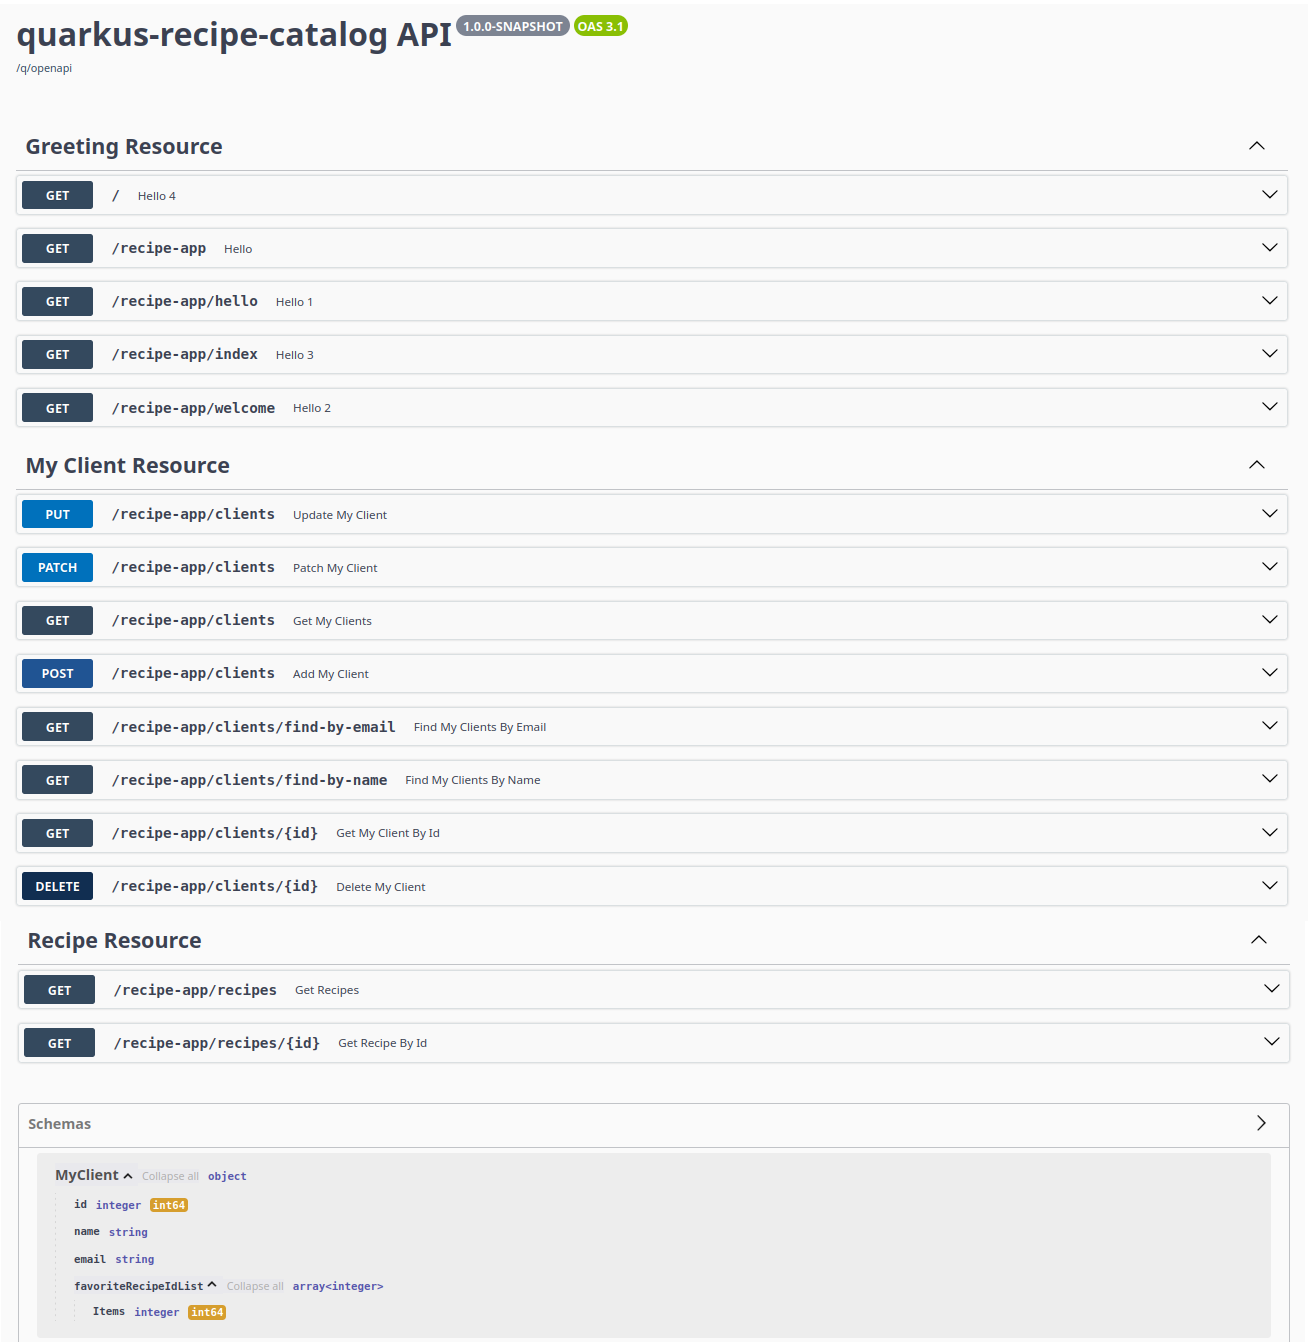 quarkus-recipe-catalog API 1.0.0-SNAPSHOT OAS 3.1
/q/openapi
Greeting Resource
GET / Hello 4
GET /recipe-app Hello
GET /recipe-app/hello Hello 1
GET /recipe-app/index Hello 3
GET /recipe-app/welcome Hello 2
My Client Resource
PUT /recipe-app/clients Update My Client
PATCH /recipe-app/clients Patch My Client
GET /recipe-app/clients Get My Clients
POST /recipe-app/clients Add My Client
GET /recipe-app/clients/find-by-email Find My Clients By Email
GET /recipe-app/clients/find-by-name Find My Clients By Name
GET /recipe-app/clients/{id} Get My Client By Id
DELETE /recipe-app/clients/{id} Delete My Client
Recipe Resource
GET /recipe-app/recipes Get Recipes
GET /recipe-app/recipes/{id} Get Recipe By Id
Schemas
MyClient Collapse all object
id integer int64
name string
email string
favoriteRecipeIdList Collapse all array<integer>
Items integer int64